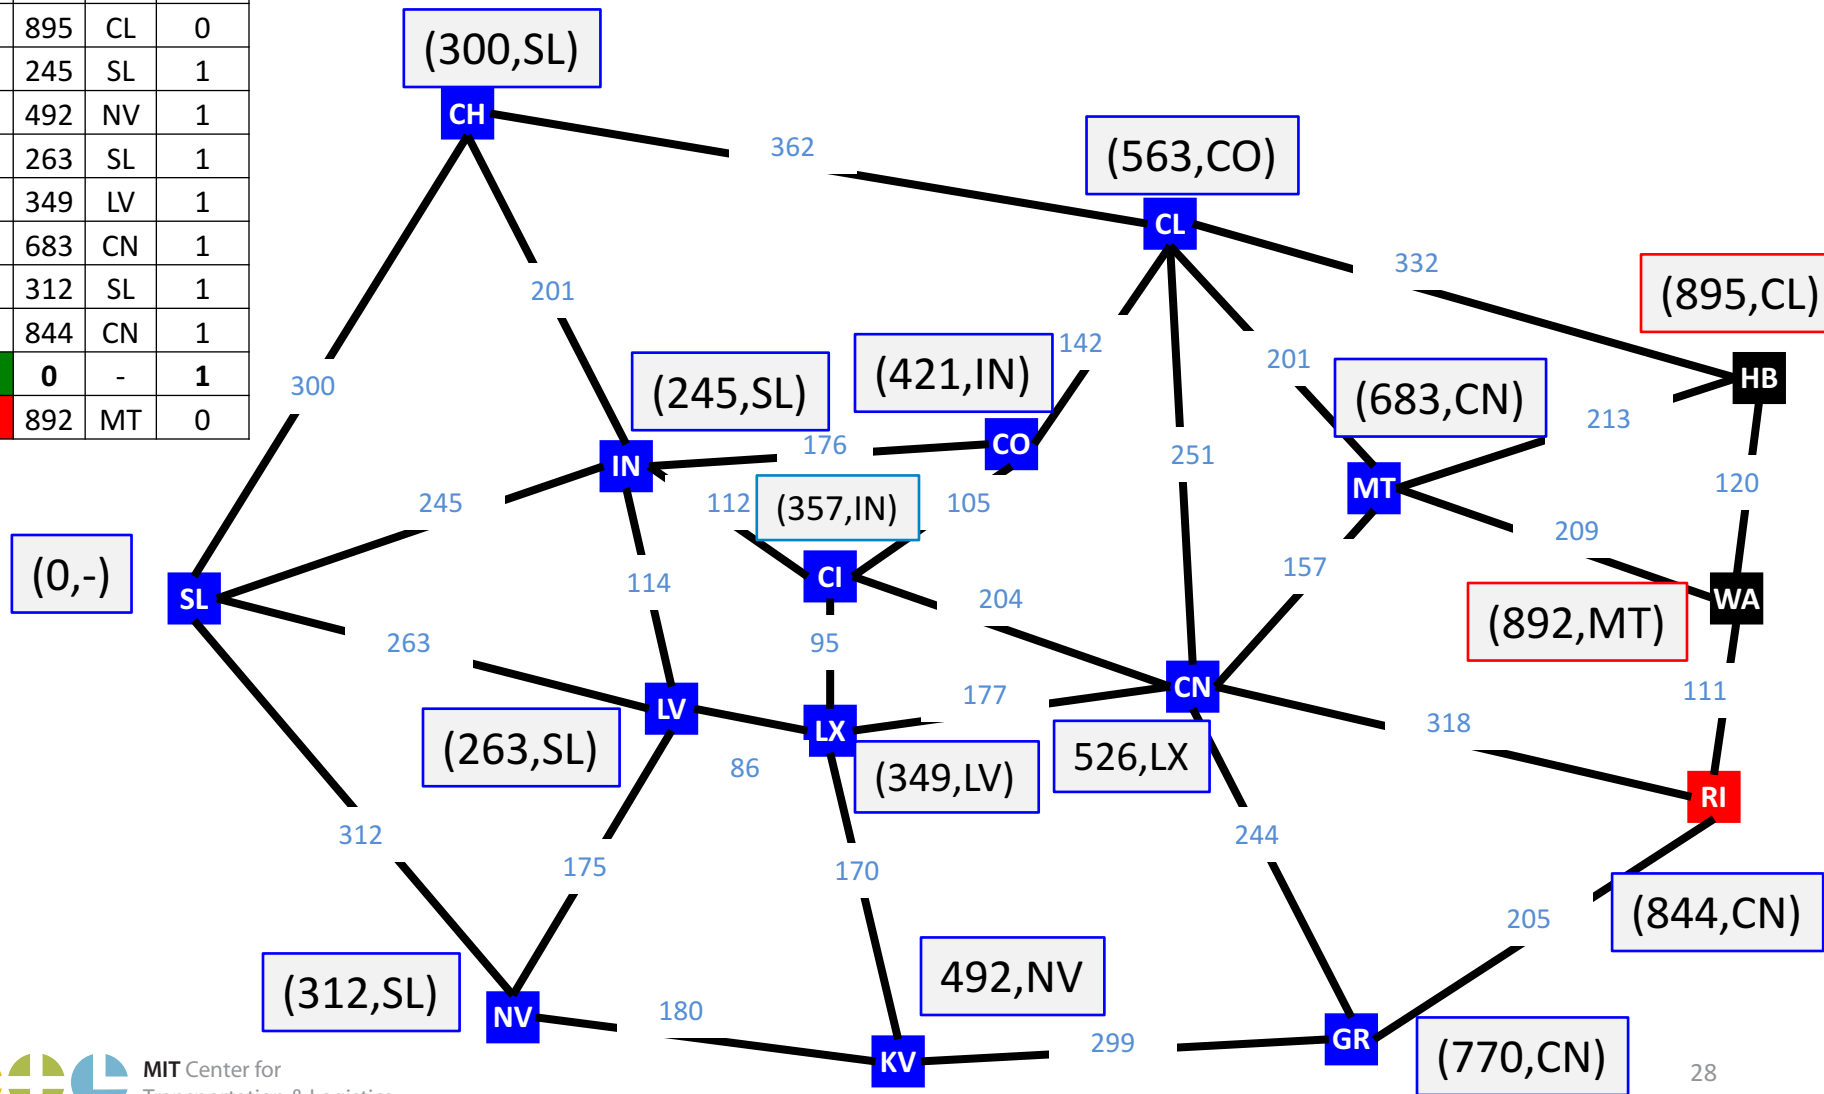 895 CL 0
245 SL 1
492 NV 1
263 SL 1
349 LV 1
683 CN 1
312 SL 1
844 CN 1
0 - 1
892 MT 0
(300,SL)
CH
362
(563,CO)
CL
332
(895,CL)
HB
201
142
201
(421,IN)
(245,SL)
(683,CN)
300
213
176
CO
IN
251
MT
120
245
112
(357,IN)
105
209
(0,-)
SL
CI
114
204
157
WA
(892,MT)
263
95
CN
111
LV
177
LX
318
(263,SL)
86
(349,LV)
526,LX
RI
312
175
170
244
205
(844,CN)
(312,SL)
492,NV
NV
180
KV
299
GR
(770,CN)
MIT Center for
Transportation & Logistics
28